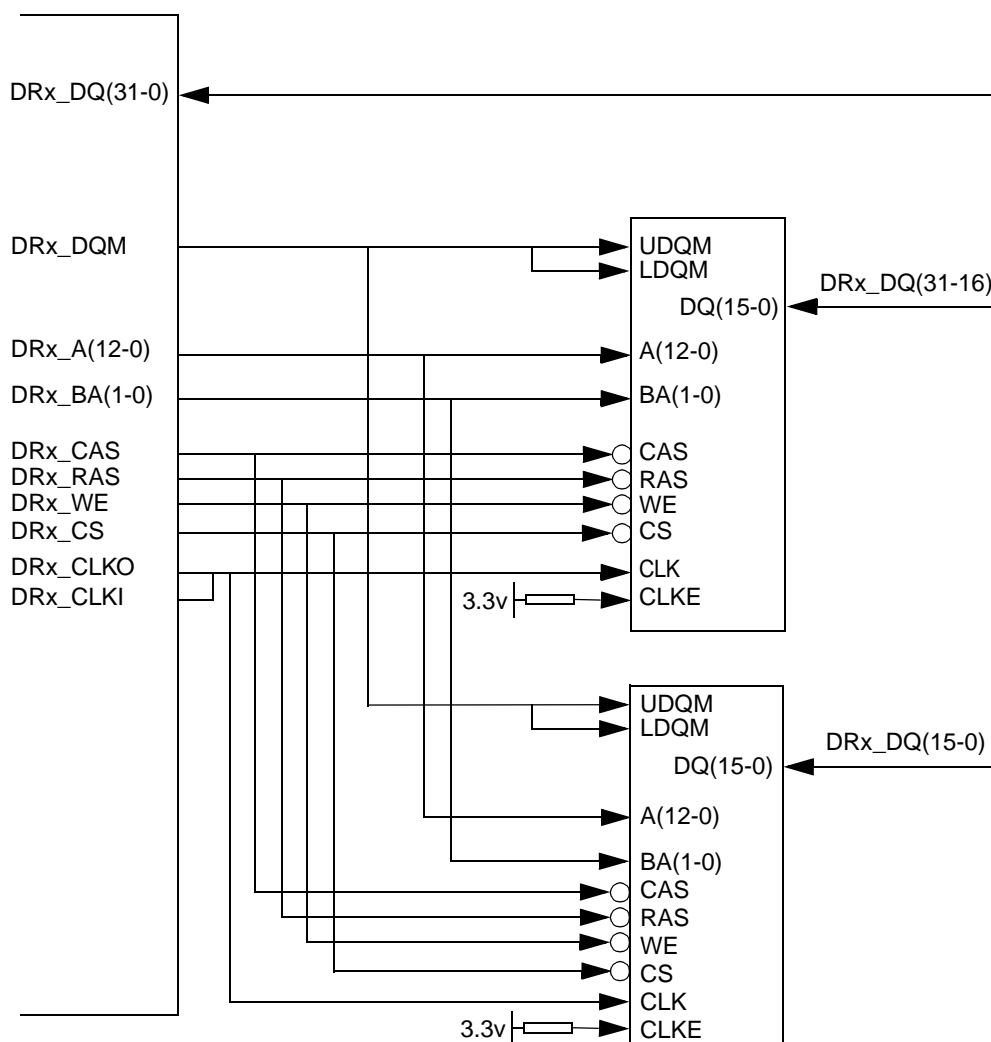 DRx_DQ(31-0)
DRx_DQM
DRx_A(12-0)
DRx_BA(1-0)
DRx_CAS
DRx_RAS
DRx_WE
DRx_CS
DRx_CLKO
DRx_CLKI
UDQM
LDQM
DQ(15-0)
DRx_DQ(31-16)
A(12-0)
BA(1-0)
CAS
RAS
WE
CS
CLK
3.3v
CLKE
UDQM
LDQM
DQ(15-0)
DRx_DQ(15-0)
A(12-0)
BA(1-0)
CAS
RAS
WE
CS
CLK
3.3v
CLKE